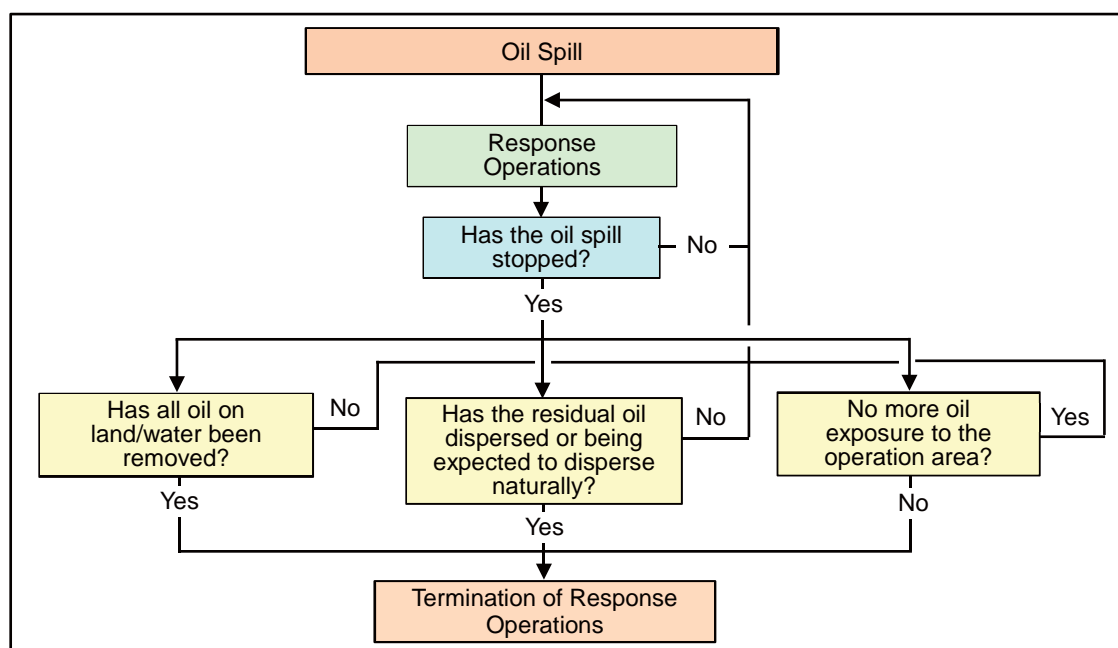 Oil Spill
Response
Operations
Has the oil spill
stopped?
No
Yes
Has all oil on
land/water been
removed?
No
Has the residual oil
dispersed or being
expected to disperse
naturally?
No
No more oil
exposure to the
operation area?
Yes
Yes
Yes
No
Termination of Response
Operations